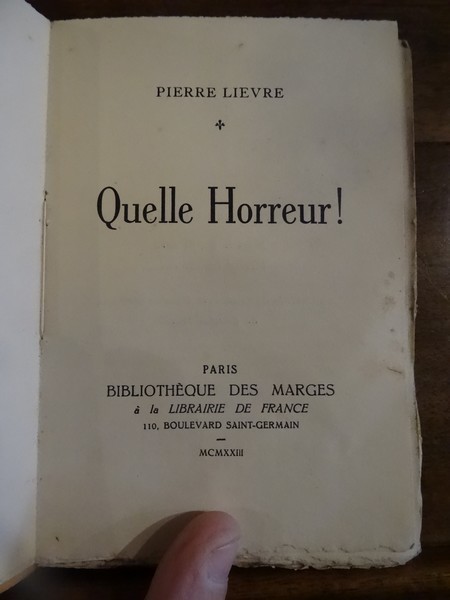 PIERRE LIEVRE
Quelle Horreur!
PARIS
BIBLIOTHÈQUE DES MARGES
à la LIBRAIRIE DE FRANCE
110, BOULEVARD SAINT-GERMAIN
MCMXXIII